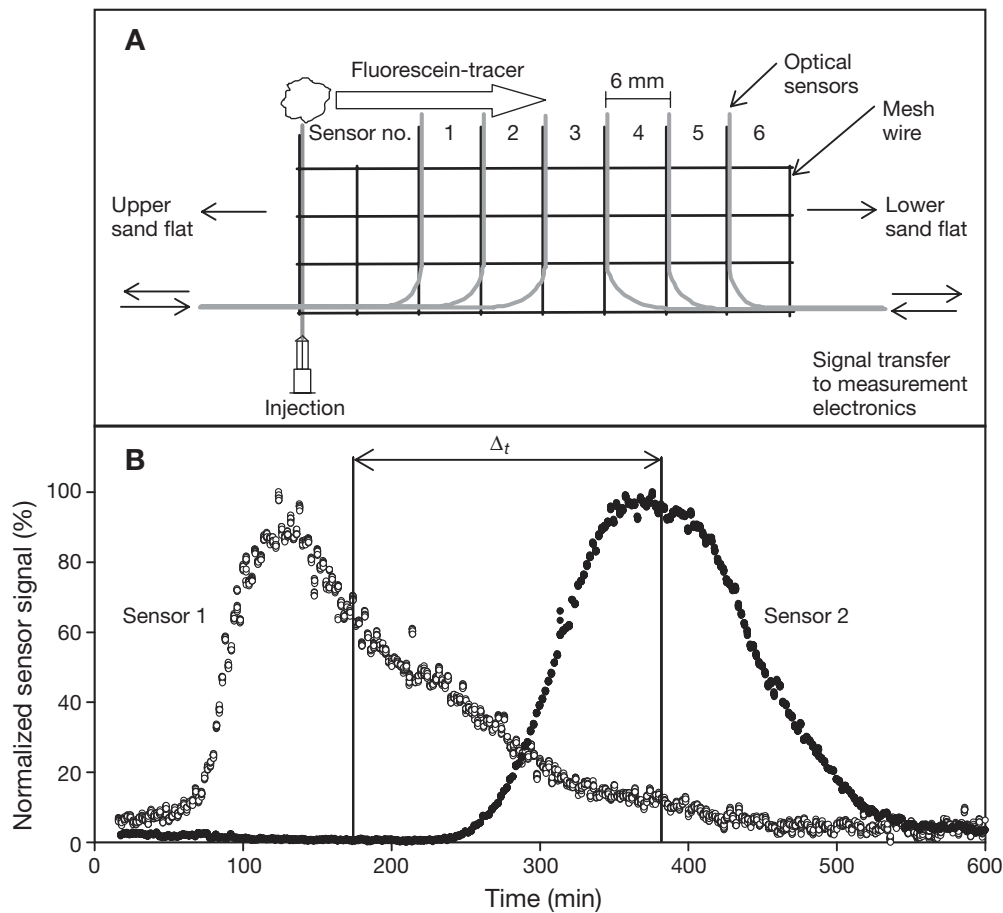 A
Fluorescein-tracer
6 mm
Optical
sensors
Sensor no. 1 2 3 4 5 6
Mesh
wire
Upper
sand flat
Lower
sand flat
Signal transfer
to measurement
electronics
Injection
B
Δt
Normalized sensor signal (%)
100
80
60
40
20
0
Sensor 1
Sensor 2
0 100 200 300 400 500 600
Time (min)